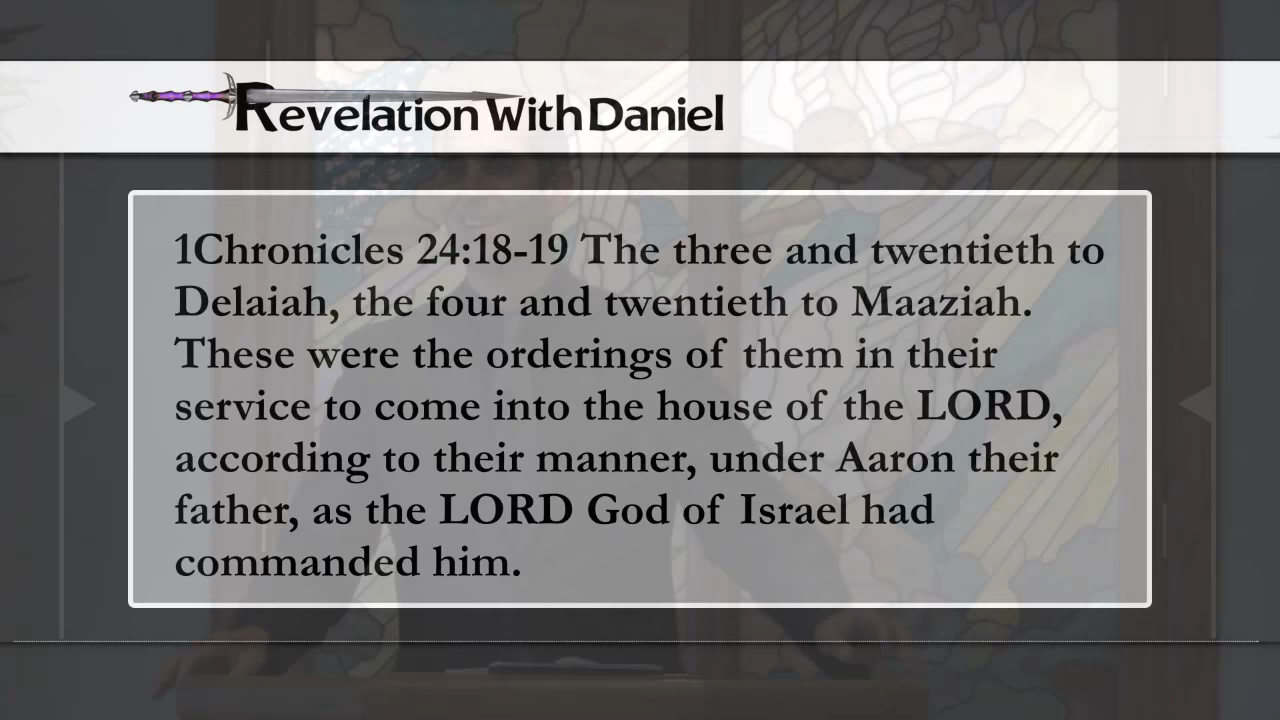 Revelation With Daniel
1Chronicles 24:18-19 The three and twentieth to
Delaiah, the four and twentieth to Maaziah.
These were the orderings of them in their
service to come into the house of the LORD,
according to their manner, under Aaron their
father, as the LORD God of Israel had
commanded him.